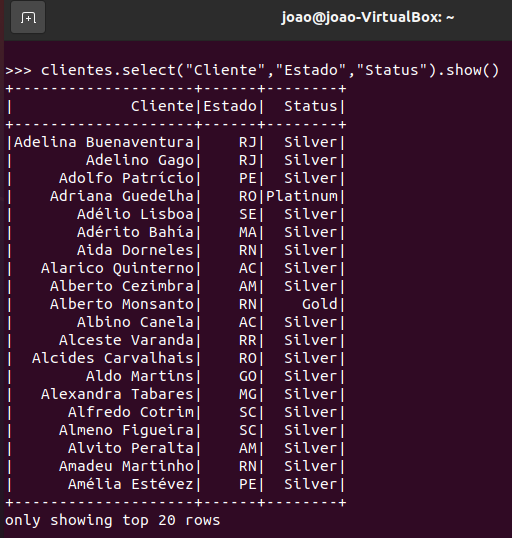 joao@joao-VirtualBox: ~
>>> clientes.select("Cliente","Estado","Status").show()
+--------------------+------+--------+
|             Cliente|Estado|  Status|
+--------------------+------+--------+
|Adelina Buenaventura|    RJ|  Silver|
|        Adelino Gago|    RJ|  Silver|
|     Adolfo Patrício|    PE|  Silver|
|    Adriana Guedelha|    RO|Platinum|
|       Adélio Lisboa|    SE|  Silver|
|       Adérito Bahía|    MA|  Silver|
|       Aida Dorneles|    RN|  Silver|
|   Alarico Quinterno|    AC|  Silver|
|    Alberto Cezimbra|    AM|  Silver|
|    Alberto Monsanto|    RN|    Gold|
|       Albino Canela|    AC|  Silver|
|     Alceste Varanda|    RR|  Silver|
|  Alcides Carvalhais|    RO|  Silver|
|        Aldo Martins|    GO|  Silver|
|   Alexandra Tabares|    MG|  Silver|
|      Alfredo Cotrim|    SC|  Silver|
|     Almeno Figueira|    SC|  Silver|
|      Alvito Peralta|    AM|  Silver|
|     Amadeu Martinho|    RN|  Silver|
|      Amélia Estévez|    PE|  Silver|
+--------------------+------+--------+
only showing top 20 rows